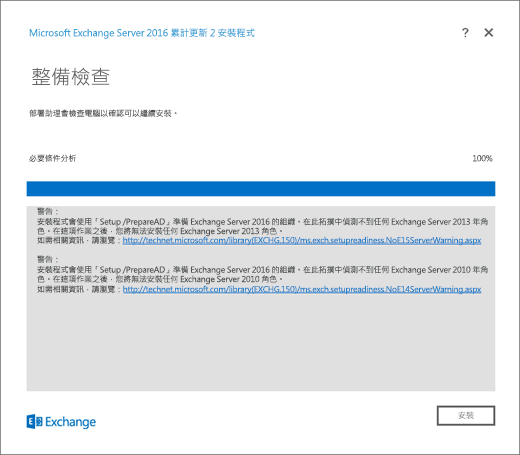 Microsoft Exchange Server 2016 累計更新 2 安裝程式
? ✕
整備檢查
部署助理會檢查電腦以確認可以繼續安裝。
必要條件分析 100%
警告：
安裝程式會使用「Setup /PrepareAD」準備 Exchange Server 2016 的組織。在此拓撲中偵測不到任何 Exchange Server 2013 年角
色。在這項作業之後，您將無法安裝任何 Exchange Server 2013 角色。
如需相關資訊，請瀏覽：http://technet.microsoft.com/library(EXCHG.150)/ms.exch.setupreadiness.NoE15ServerWarning.aspx
警告：
安裝程式會使用「Setup /PrepareAD」準備 Exchange Server 2016 的組織。在此拓撲中偵測不到任何 Exchange Server 2010 年角
色。在這項作業之後，您將無法安裝任何 Exchange Server 2010 角色。
如需相關資訊，請瀏覽：http://technet.microsoft.com/library(EXCHG.150)/ms.exch.setupreadiness.NoE14ServerWarning.aspx
Exchange
安裝